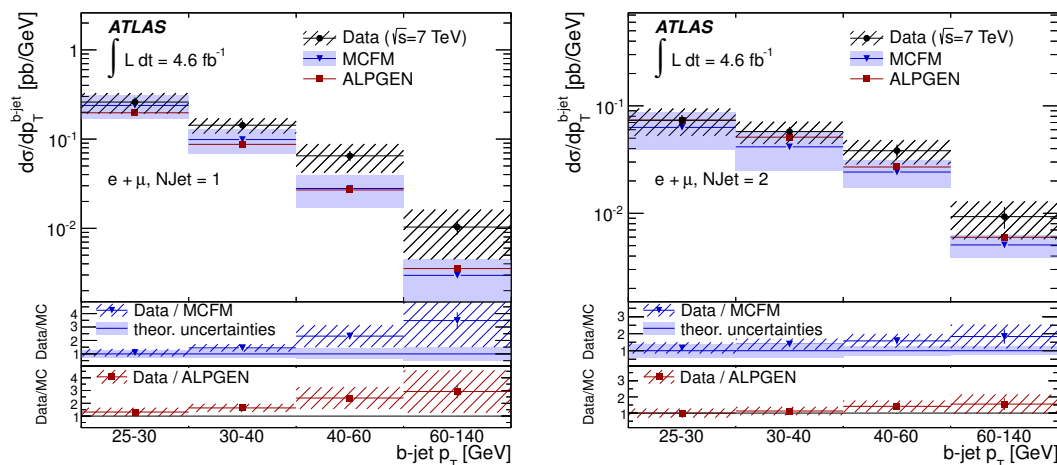 ATLAS
∫ L dt = 4.6 fb⁻¹
Data (√s=7 TeV)
MCFM
ALPGEN
e + μ, NJet = 1
dσ/dp_T^{b-jet} [pb/GeV]
1
10⁻¹
10⁻²
Data / MCFM
theor. uncertainties
Data/MC
4
3
2
1
Data / ALPGEN
Data/MC
4
3
2
1
25-30 30-40 40-60 60-140
b-jet p_T [GeV]
ATLAS
∫ L dt = 4.6 fb⁻¹
Data (√s=7 TeV)
MCFM
ALPGEN
e + μ, NJet = 2
dσ/dp_T^{b-jet} [pb/GeV]
10⁻¹
10⁻²
Data / MCFM
theor. uncertainties
Data/MC
3
2
1
Data / ALPGEN
Data/MC
3
2
1
25-30 30-40 40-60 60-140
b-jet p_T [GeV]